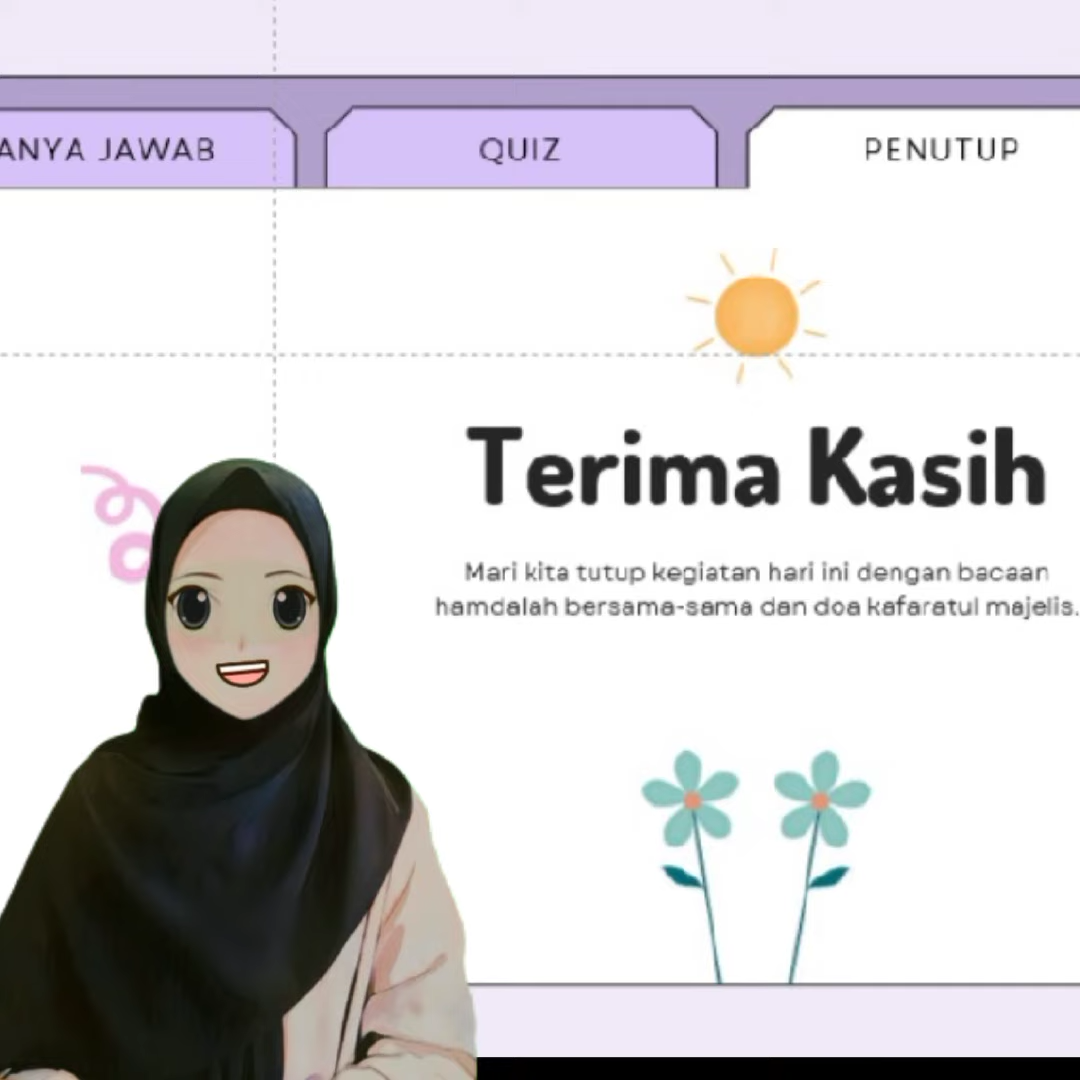 ANYA JAWAB
QUIZ
PENUTUP
Terima Kasih
Mari kita tutup kegiatan hari ini dengan bacaan
hamdalah bersama-sama dan doa kafaratul majelis.